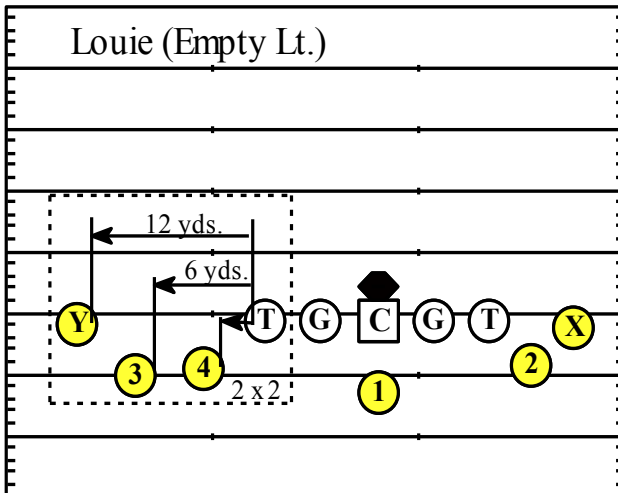 Louie (Empty Lt.)
12 yds.
6 yds.
Y T G C G T X
3 4 2 x 2 1 2